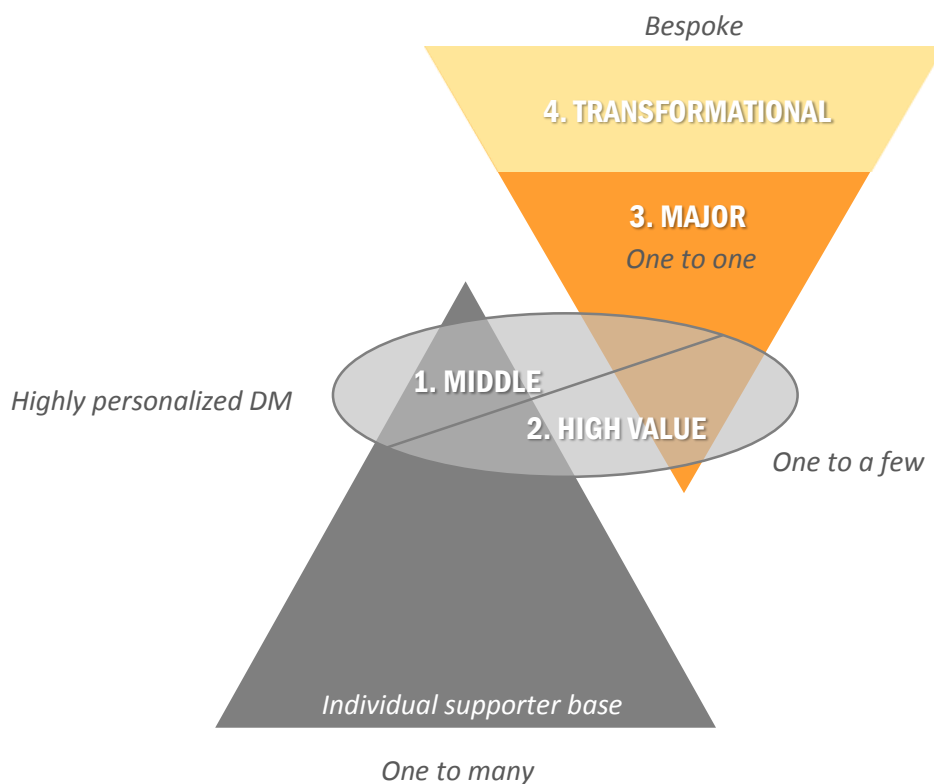 Bespoke
4. TRANSFORMATIONAL
3. MAJOR
One to one
1. MIDDLE
Highly personalized DM
2. HIGH VALUE
One to a few
Individual supporter base
One to many